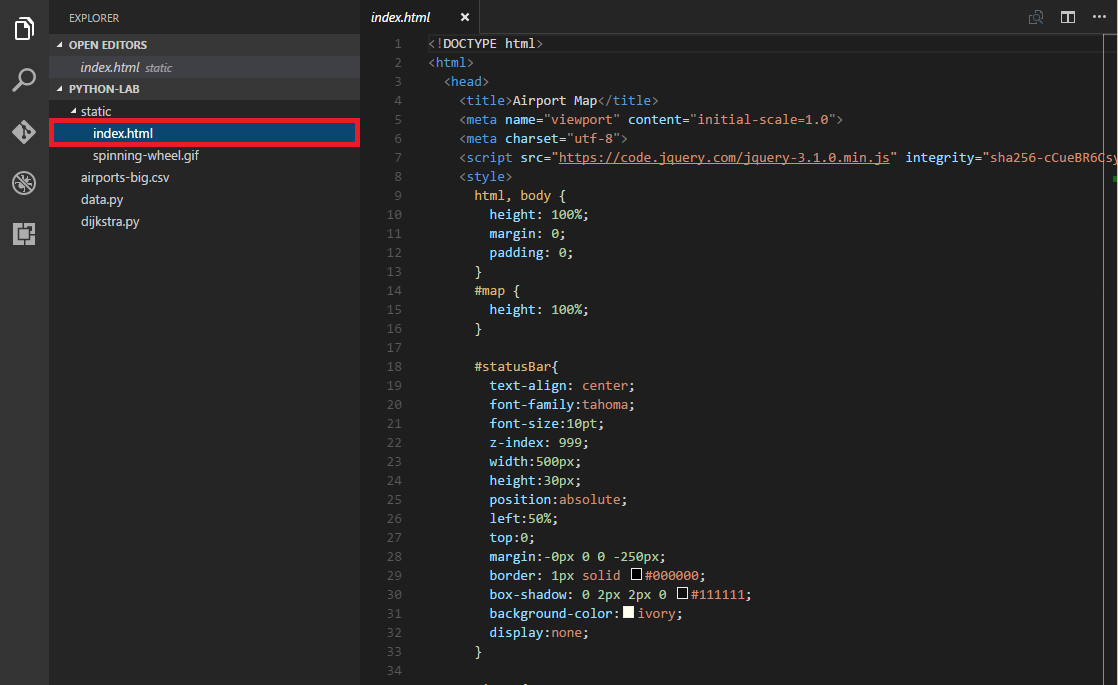 EXPLORER
OPEN EDITORS
index.html static
PYTHON-LAB
static
index.html
spinning-wheel.gif
airports-big.csv
data.py
dijkstra.py
index.html
1 <!DOCTYPE html>
2 <html>
3 <head>
4 <title>Airport Map</title>
5 <meta name="viewport" content="initial-scale=1.0">
6 <meta charset="utf-8">
7 <script src="https://code.jquery.com/jquery-3.1.0.min.js" integrity="sha256-cCueBR6Csy
8 <style>
9 html, body {
10 height: 100%;
11 margin: 0;
12 padding: 0;
13 }
14 #map {
15 height: 100%;
16 }
17
18 #statusBar{
19 text-align: center;
20 font-family:tahoma;
21 font-size:10pt;
22 z-index: 999;
23 width:500px;
24 height:30px;
25 position:absolute;
26 left:50%;
27 top:0;
28 margin:-0px 0 0 -250px;
29 border: 1px solid #000000;
30 box-shadow: 0 2px 2px 0 #111111;
31 background-color:ivory;
32 display:none;
33 }
34